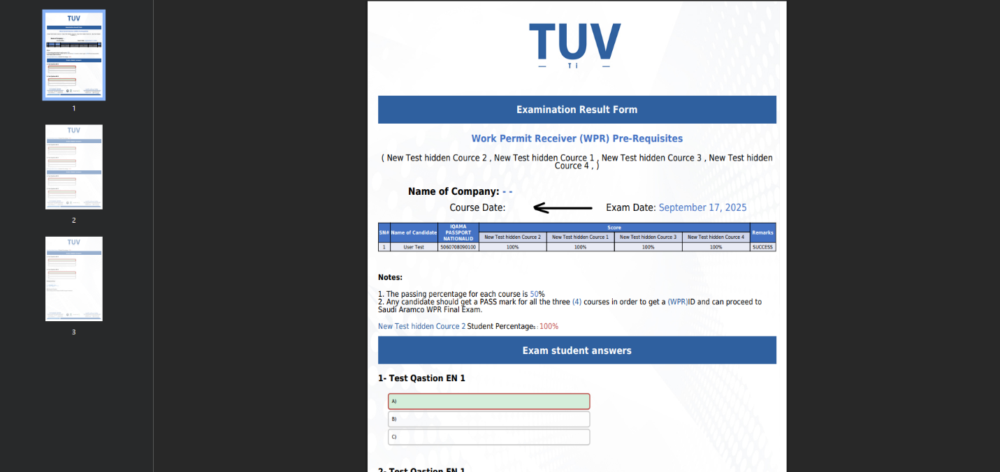 TUV
Ti
Examination Result Form
Work Permit Receiver (WPR) Pre-Requisites
( New Test hidden Cource 2 , New Test hidden Cource 1 , New Test hidden Cource 3 , New Test hidden
Cource 4 , )
Name of Company: - -
Course Date:
Exam Date: September 17, 2025
SN# Name of Candidate IQAMA PASSPORT NATIONALID Score Remarks
New Test hidden Cource 2 New Test hidden Cource 1 New Test hidden Cource 3 New Test hidden Cource 4
1 User Test 5060708090100 100% 100% 100% 100% SUCCESS
Notes:
1. The passing percentage for each course is 50%
2. Any candidate should get a PASS mark for all the three (4) courses in order to get a (WPR)ID and can proceed to
Saudi Aramco WPR Final Exam.
New Test hidden Cource 2 Student Percentage: : 100%
Exam student answers
1- Test Qastion EN 1
A)
B)
C)
2- Test Qastion EN 1
TUV
1
TUV
2
TUV
3